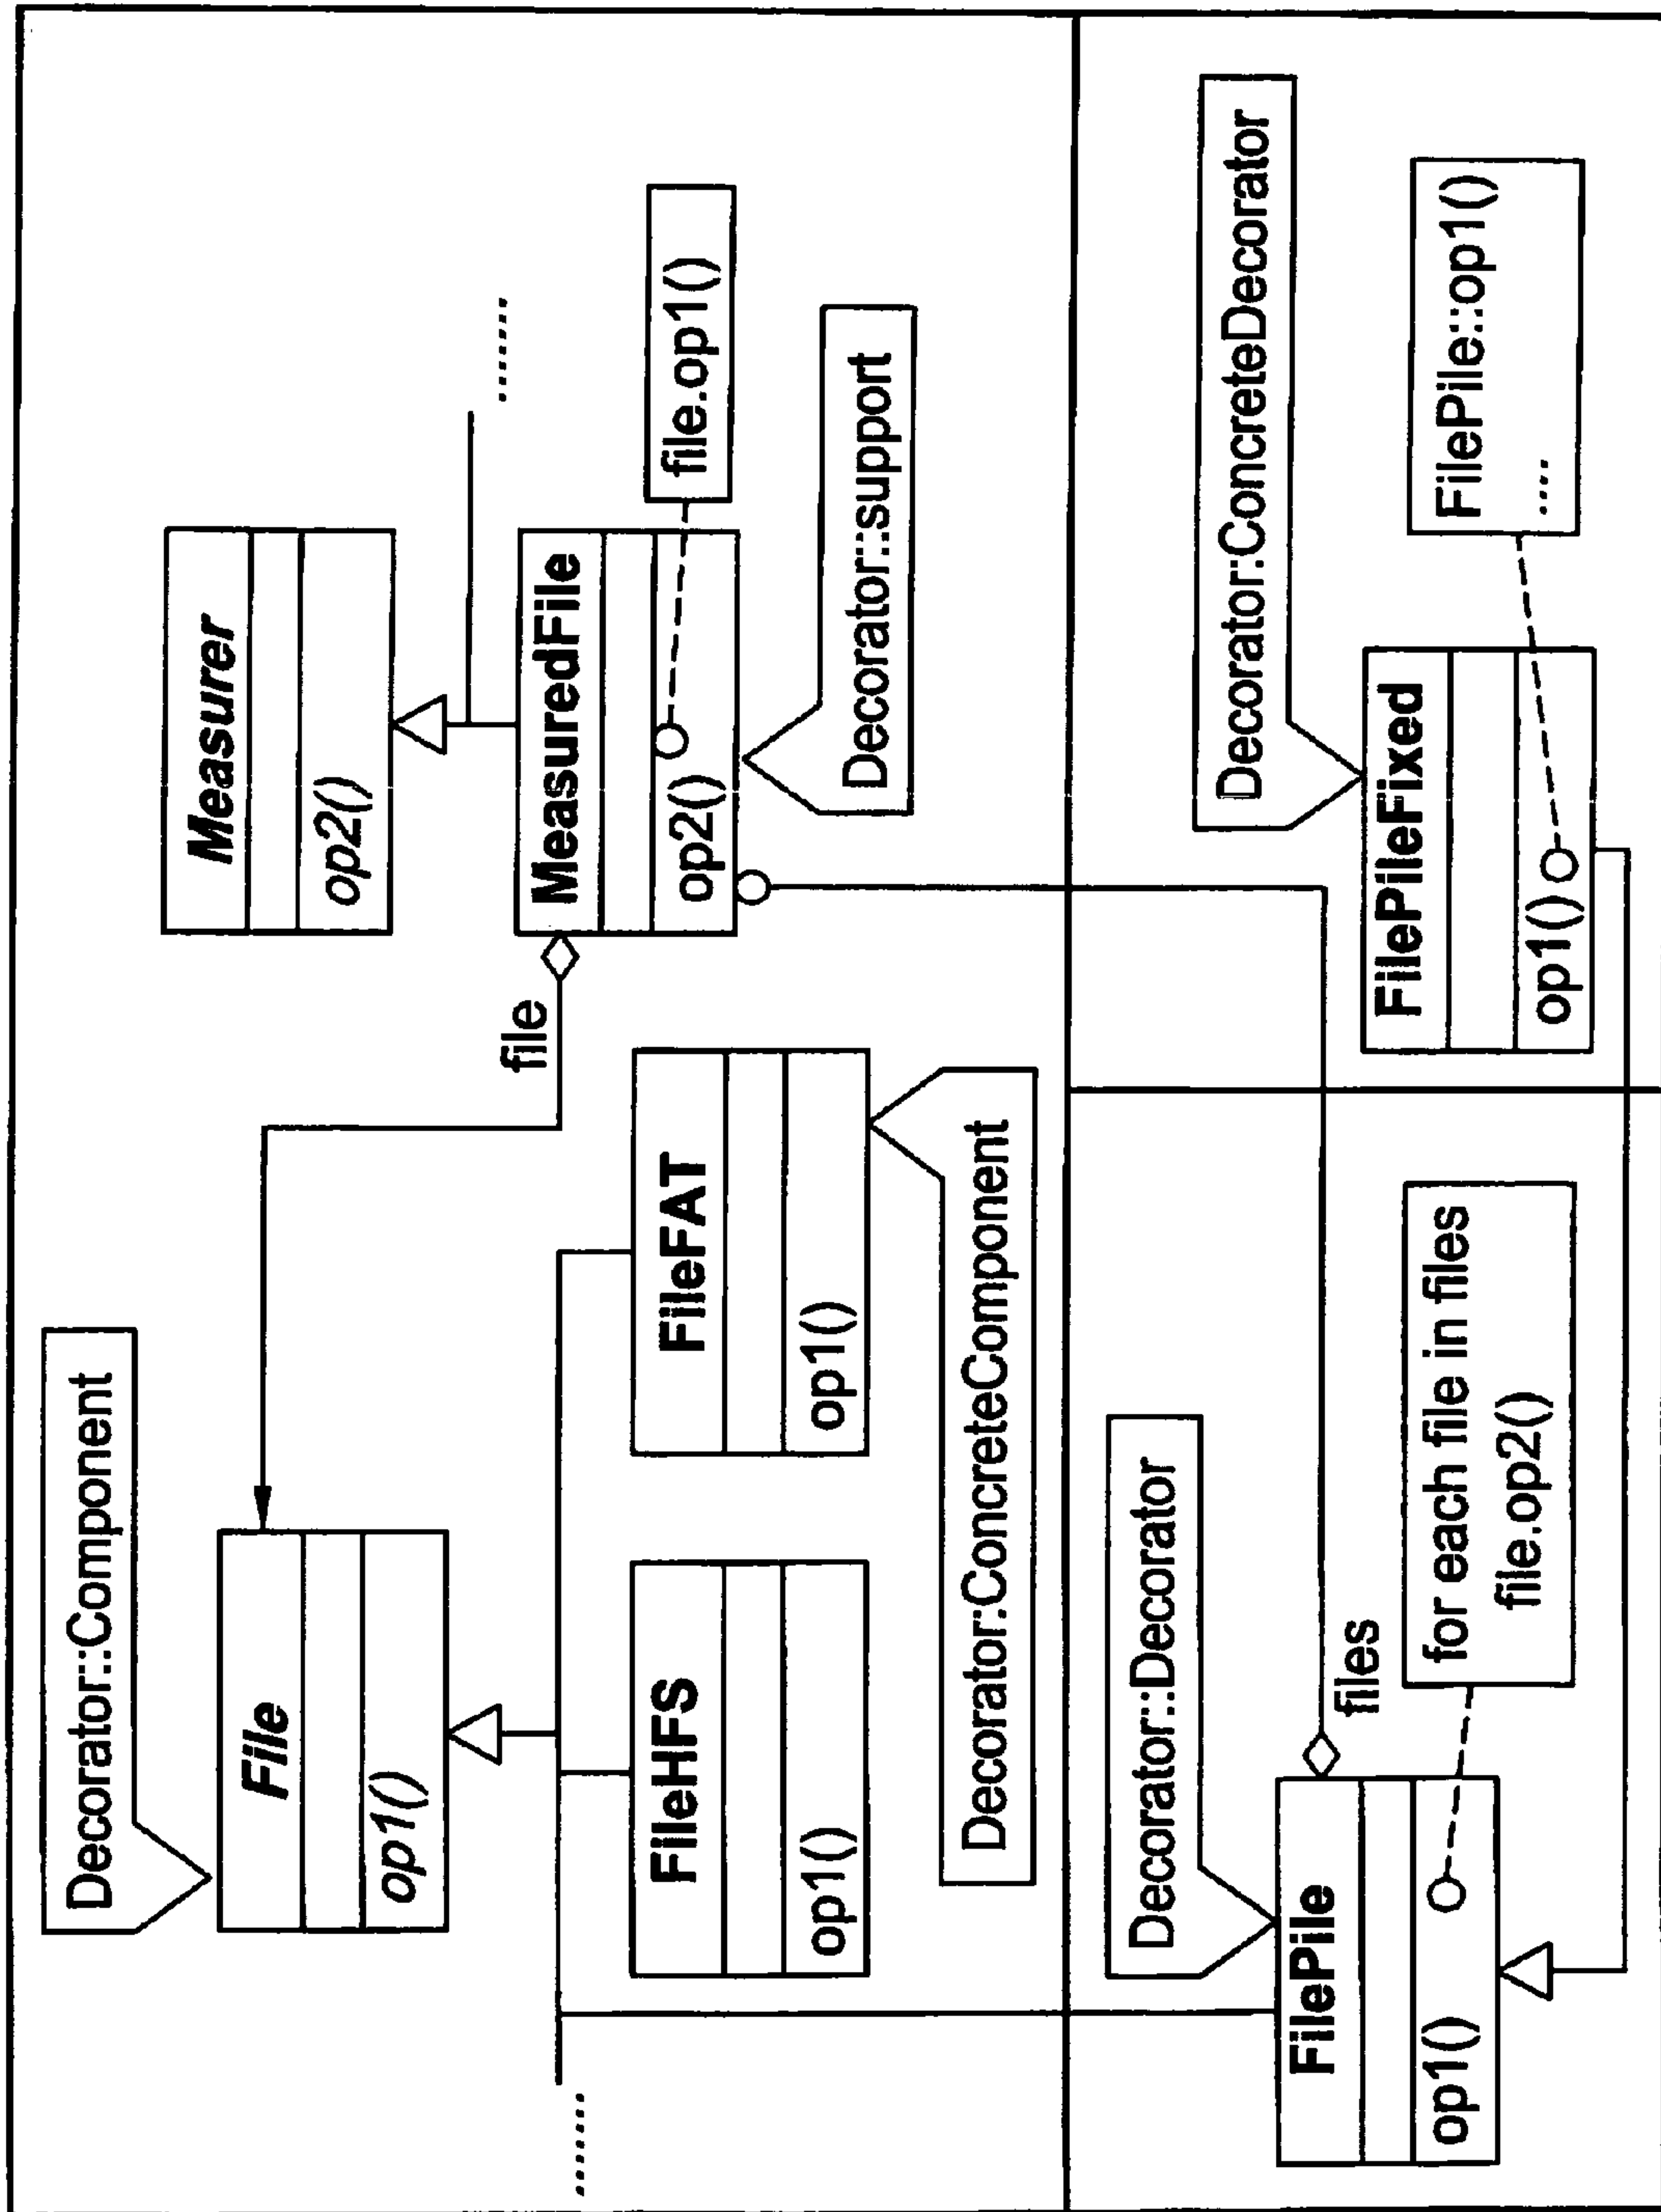 Decorator::Component
File
op1()
Measurer
op2()
file
.......
FileHFS
op1()
FileFAT
op1()
MeasuredFile
op2()
file.op1()
.......
Decorator::support
Decorator:ConcreteComponent
Decorator::Decorator
FilePile
op1()
files
for each file in files
file.op2()
Decorator:ConcreteDecorator
FilePileFixed
op1()
FilePile::op1()
....